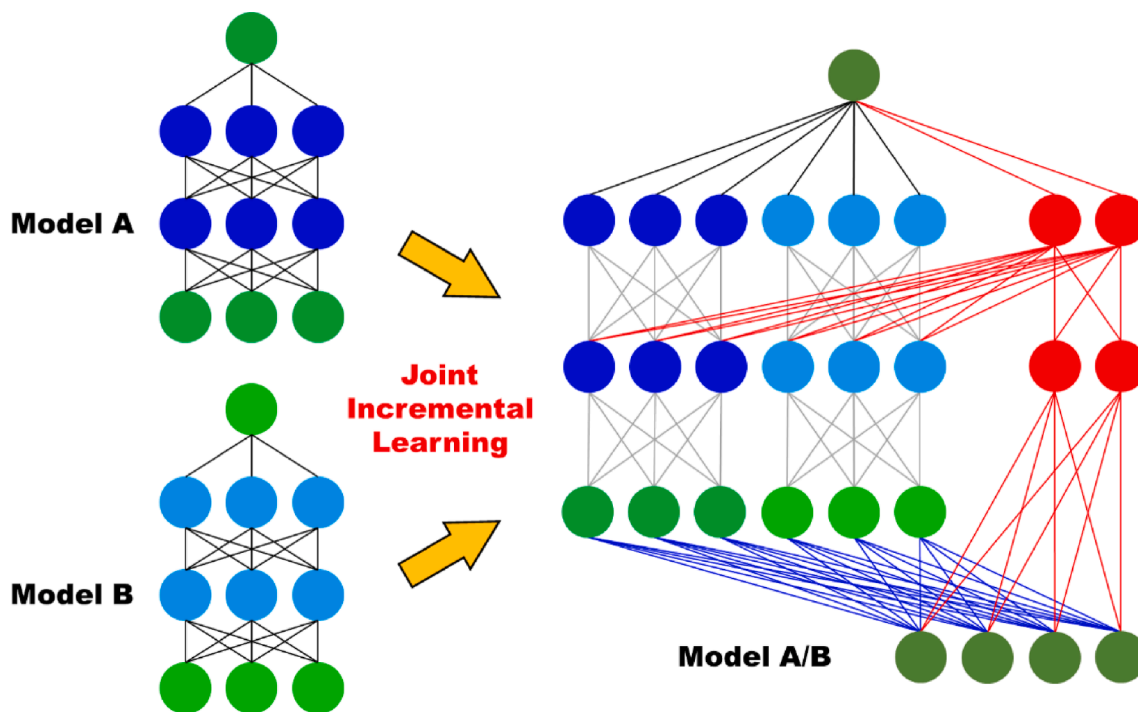 Model A
Joint
Incremental
Learning
Model B
Model A/B